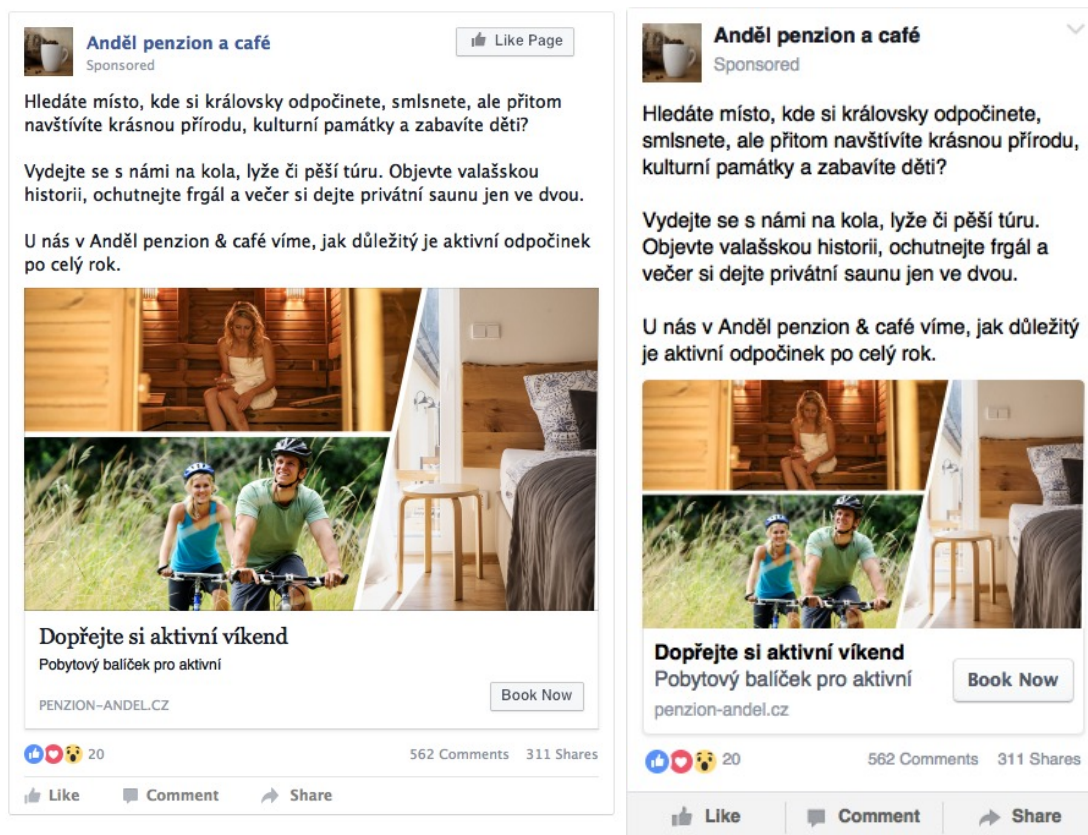 Anděl penzion a café
Sponsored
Like Page
Hledáte místo, kde si královsky odpočinete, smlsnete, ale přitom
navštívíte krásnou přírodu, kulturní památky a zabavíte děti?
Vydejte se s námi na kola, lyže či pěší túru. Objevte valašskou
historii, ochutnejte frgál a večer si dejte privátní saunu jen ve dvou.
U nás v Anděl penzion & café víme, jak důležitý je aktivní odpočinek
po celý rok.
Dopřejte si aktivní víkend
Pobytový balíček pro aktivní
PENZION-ANDEL.CZ
Book Now
20
562 Comments 311 Shares
Like Comment Share
Anděl penzion a café
Sponsored
Hledáte místo, kde si královsky odpočinete,
smlsnete, ale přitom navštívíte krásnou přírodu,
kulturní památky a zabavíte děti?
Vydejte se s námi na kola, lyže či pěší túru.
Objevte valašskou historii, ochutnejte frgál a
večer si dejte privátní saunu jen ve dvou.
U nás v Anděl penzion & café víme, jak důležitý
je aktivní odpočinek po celý rok.
Dopřejte si aktivní víkend
Pobytový balíček pro aktivní
penzion-andel.cz
Book Now
20
562 Comments 311 Shares
Like Comment Share